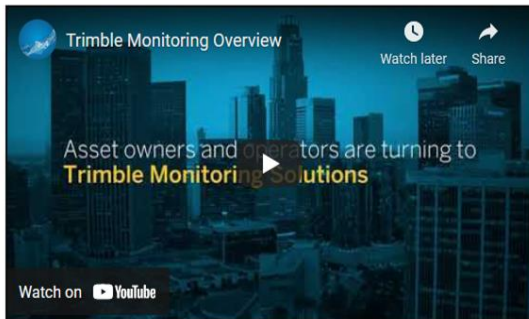 Trimble Monitoring Overview
Watch later
Share
Asset owners and operators are turning to
Trimble Monitoring Solutions
Watch on YouTube